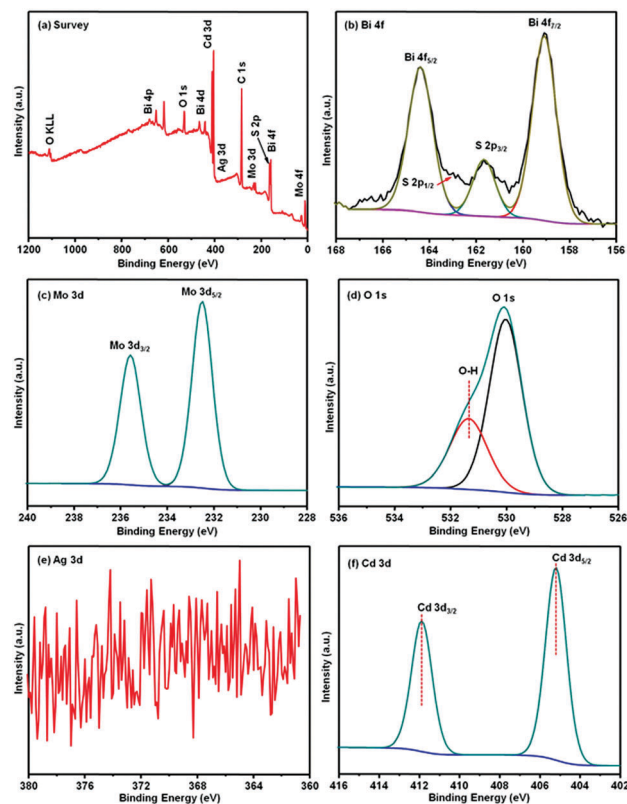 (a) Survey
O KLL
Bi 4p
O 1s
Bi 4d
Cd 3d
Ag 3d
C 1s
Mo 3d
S 2p
Bi 4f
Mo 4f
Intensity (a.u.)
1200 1000 800 600 400 200 0
Binding Energy (eV)
(b) Bi 4f
Bi 4f5/2
Bi 4f7/2
S 2p3/2
S 2p1/2
Intensity (a.u.)
168 166 164 162 160 158 156
Binding Energy (eV)
(c) Mo 3d
Mo 3d5/2
Mo 3d3/2
Intensity (a.u.)
240 238 236 234 232 230 228
Binding Energy (eV)
(d) O 1s
O 1s
O-H
Intensity (a.u.)
536 534 532 530 528 526
Binding Energy (eV)
(e) Ag 3d
Intensity (a.u.)
380 376 372 368 364 360
Binding Energy (eV)
(f) Cd 3d
Cd 3d5/2
Cd 3d3/2
Intensity (a.u.)
416 414 412 410 408 406 404 402
Binding Energy (eV)